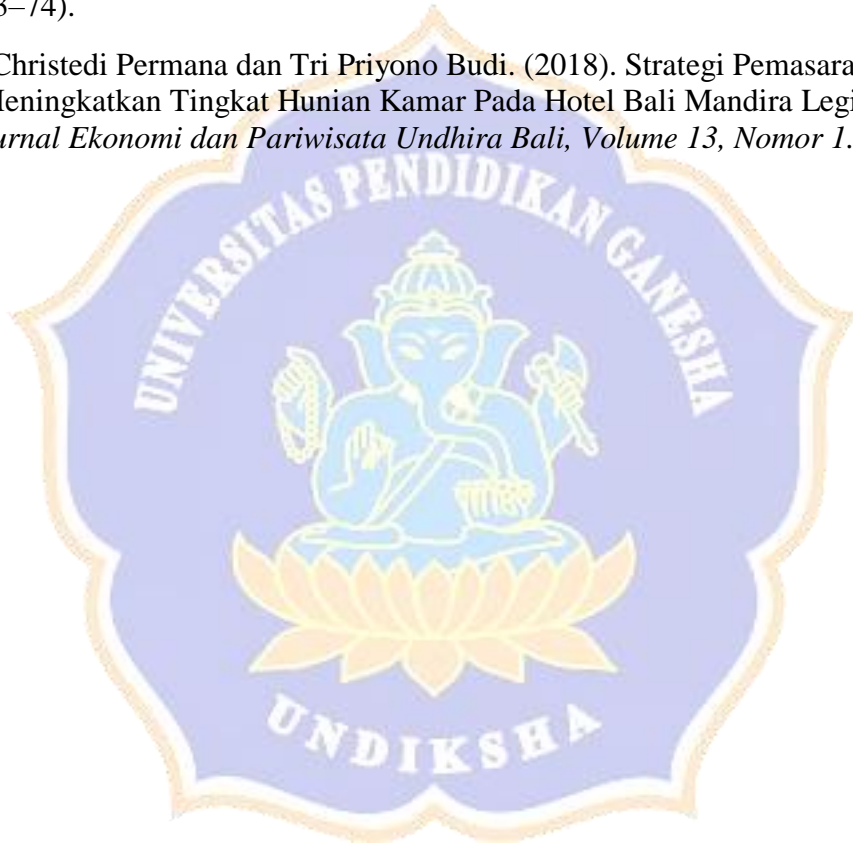 3–74).
Christedi Permana dan Tri Priyono Budi. (2018). Strategi Pemasara
Meningkatkan Tingkat Hunian Kamar Pada Hotel Bali Mandira Legi
urnal Ekonomi dan Pariwisata Undhira Bali, Volume 13, Nomor 1.
UNIVERSITAS PENDIDIKAN GANESHA
UNDIKSHA